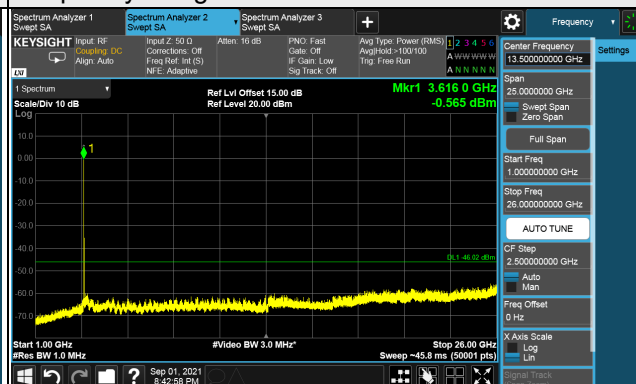 Spectrum Analyzer 1
Swept SA
Spectrum Analyzer 2
Swept SA
Spectrum Analyzer 3
Swept SA
Frequency
KEYSIGHT
Input: RF
Coupling: DC
Align: Auto
Input Z: 50 Ω
Corrections: Off
Freq Ref: Int (S)
NFE: Adaptive
Atten: 16 dB
PNO: Fast
Gate: Off
IF Gain: Low
Sig Track: Off
Avg Type: Power (RMS)
Avg|Hold:>100/100
Trig: Free Run
1 2 3 4 5 6
A W W W W W
A N N N N N
LXI
1 Spectrum
Scale/Div 10 dB
Ref Lvl Offset 15.00 dB
Ref Level 20.00 dBm
Mkr1 3.616 0 GHz
-0.565 dBm
Log
10.0
0.00
-10.0
-20.0
-30.0
-40.0
-50.0
-60.0
-70.0
1
DL1 -46.02 dBm
Start 1.00 GHz
#Res BW 1.0 MHz
#Video BW 3.0 MHz*
Stop 26.00 GHz
Sweep ~45.8 ms (50001 pts)
Sep 01, 2021
8:42:58 PM
Center Frequency
13.500000000 GHz
Settings
Span
25.0000000 GHz
Swept Span
Zero Span
Full Span
Start Freq
1.000000000 GHz
Stop Freq
26.000000000 GHz
AUTO TUNE
CF Step
2.500000000 GHz
Auto
Man
Freq Offset
0 Hz
X Axis Scale
Log
Lin
Signal Track